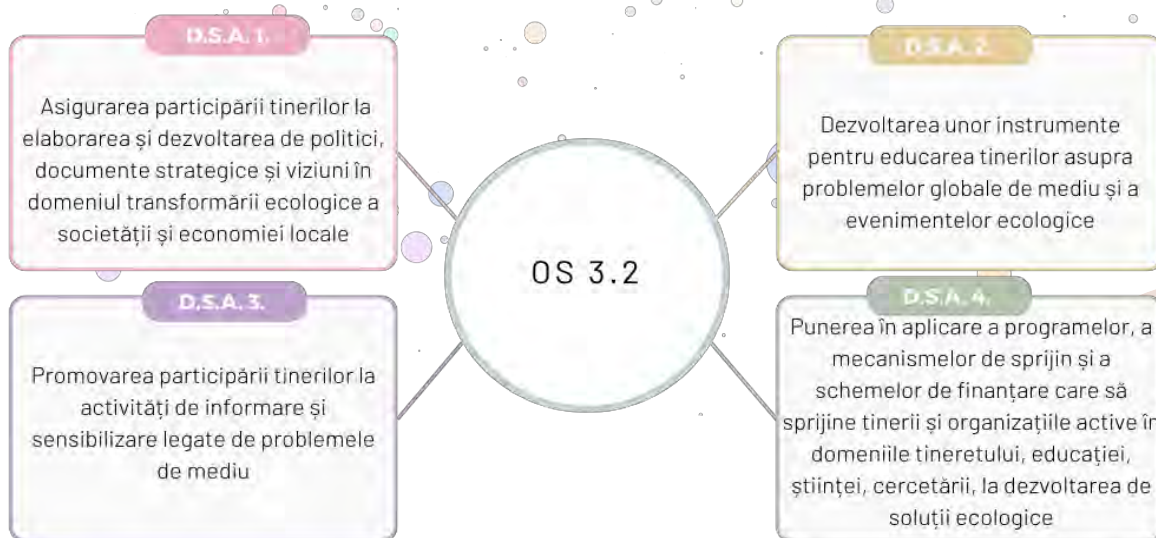 D.S.A. 1.
Asigurarea participării tinerilor la
elaborarea și dezvoltarea de politici,
documente strategice și viziuni în
domeniul transformării ecologice a
societății și economiei locale
D.S.A. 2.
Dezvoltarea unor instrumente
pentru educarea tinerilor asupra
problemelor globale de mediu și a
evenimentelor ecologice
OS 3.2
D.S.A. 3.
Promovarea participării tinerilor la
activități de informare și
sensibilizare legate de problemele
de mediu
D.S.A. 4.
Punerea în aplicare a programelor, a
mecanismelor de sprijin și a
schemelor de finanțare care să
sprijine tinerii și organizațiile active în
domeniile tineretului, educației,
științei, cercetării, la dezvoltarea de
soluții ecologice